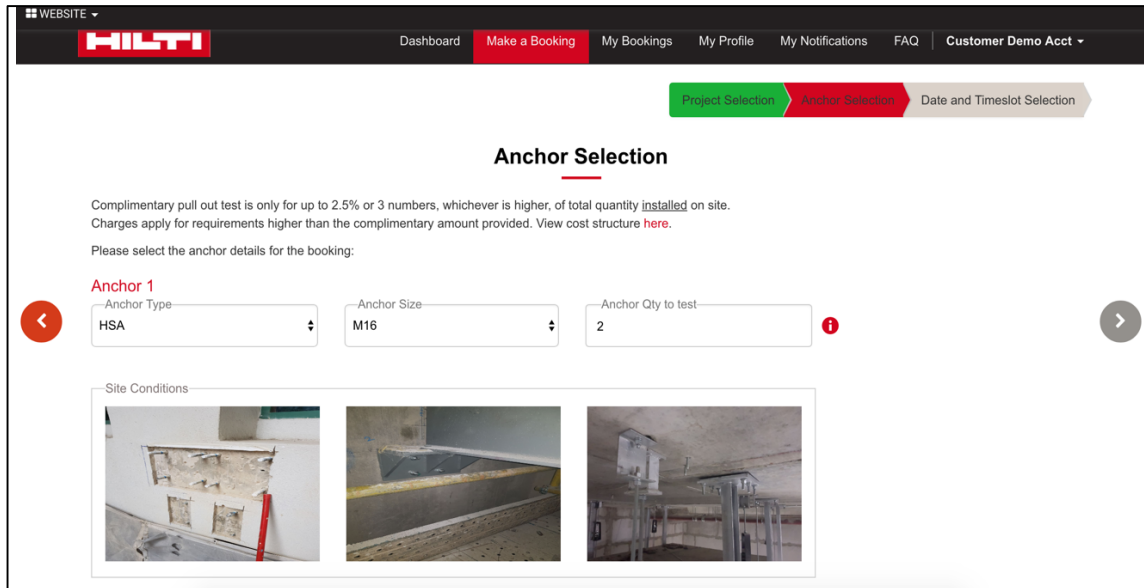 WEBSITE
HILTI
Dashboard Make a Booking My Bookings My Profile My Notifications FAQ Customer Demo Acct
Project Selection Anchor Selection Date and Timeslot Selection
Anchor Selection
Complimentary pull out test is only for up to 2.5% or 3 numbers, whichever is higher, of total quantity installed on site.
Charges apply for requirements higher than the complimentary amount provided. View cost structure here.
Please select the anchor details for the booking:
Anchor 1
Anchor Type Anchor Size Anchor Qty to test
HSA M16 2
Site Conditions